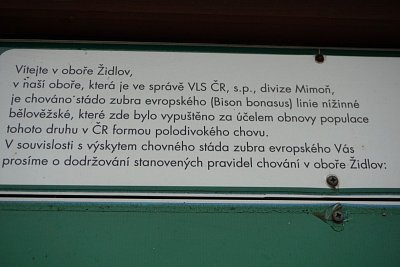 Vítejte v oboře Židlov,
v naší oboře, která je ve správě VLS ČR, s.p., divize Mimoň,
je chováno stádo zubra evropského (Bison bonasus) linie nížinné
bělověžské, které zde bylo vypuštěno za účelem obnovy populace
tohoto druhu v ČR formou polodivokého chovu.
V souvislosti s výskytem chovného stáda zubra evropského Vás
prosíme o dodržování stanovených pravidel chování v oboře Židlov: